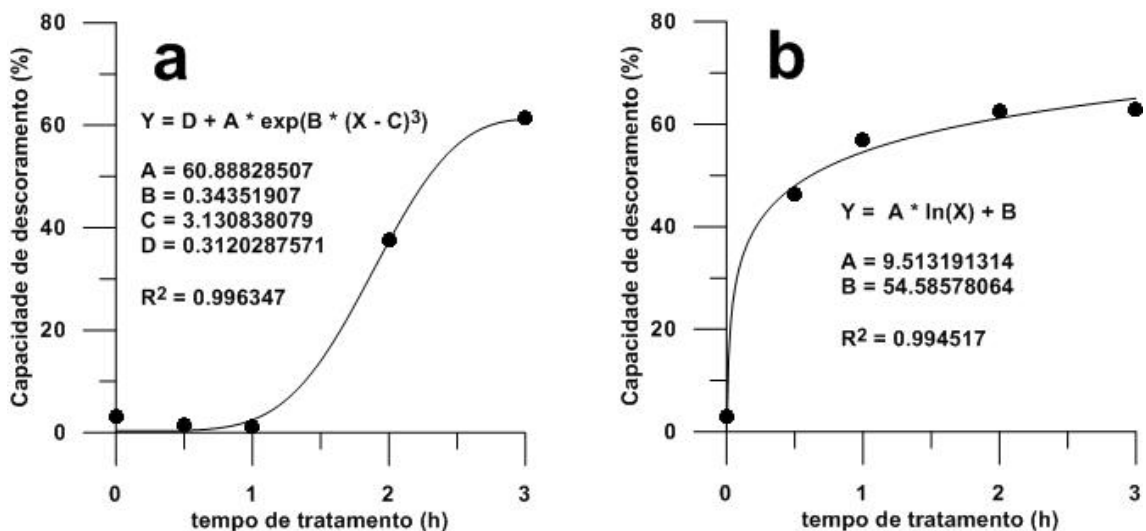 a
Capacidade de descoramento (%)
80
60
40
20
0
Y = D + A * exp(B * (X - C)³)
A = 60.88828507
B = 0.34351907
C = 3.130838079
D = 0.3120287571
R² = 0.996347
0 1 2 3
tempo de tratamento (h)
b
Capacidade de descoramento (%)
80
60
40
20
0
Y = A * ln(X) + B
A = 9.513191314
B = 54.58578064
R² = 0.994517
0 1 2 3
tempo de tratamento (h)